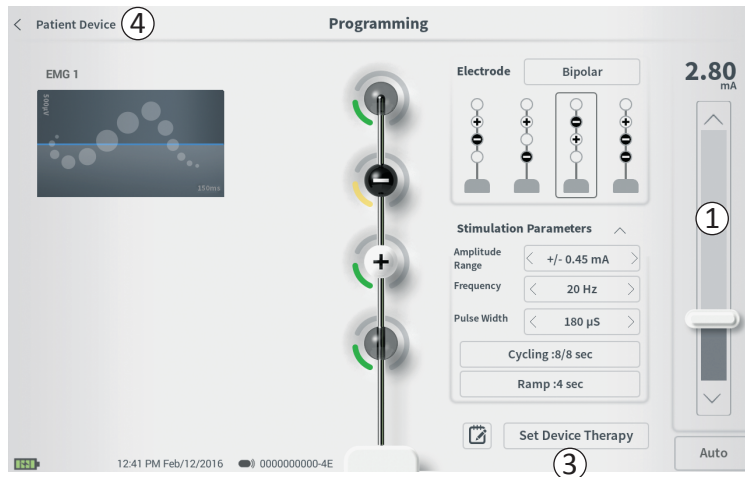 Patient Device
4
Programming
EMG 1
500µV
150ms
Electrode
Bipolar
2.80
mA
1
Stimulation Parameters
Amplitude Range
+/- 0.45 mA
Frequency
20 Hz
Pulse Width
180 µS
Cycling :8/8 sec
Ramp :4 sec
Set Device Therapy
3
Auto
12:41 PM Feb/12/2016
0000000000-4E